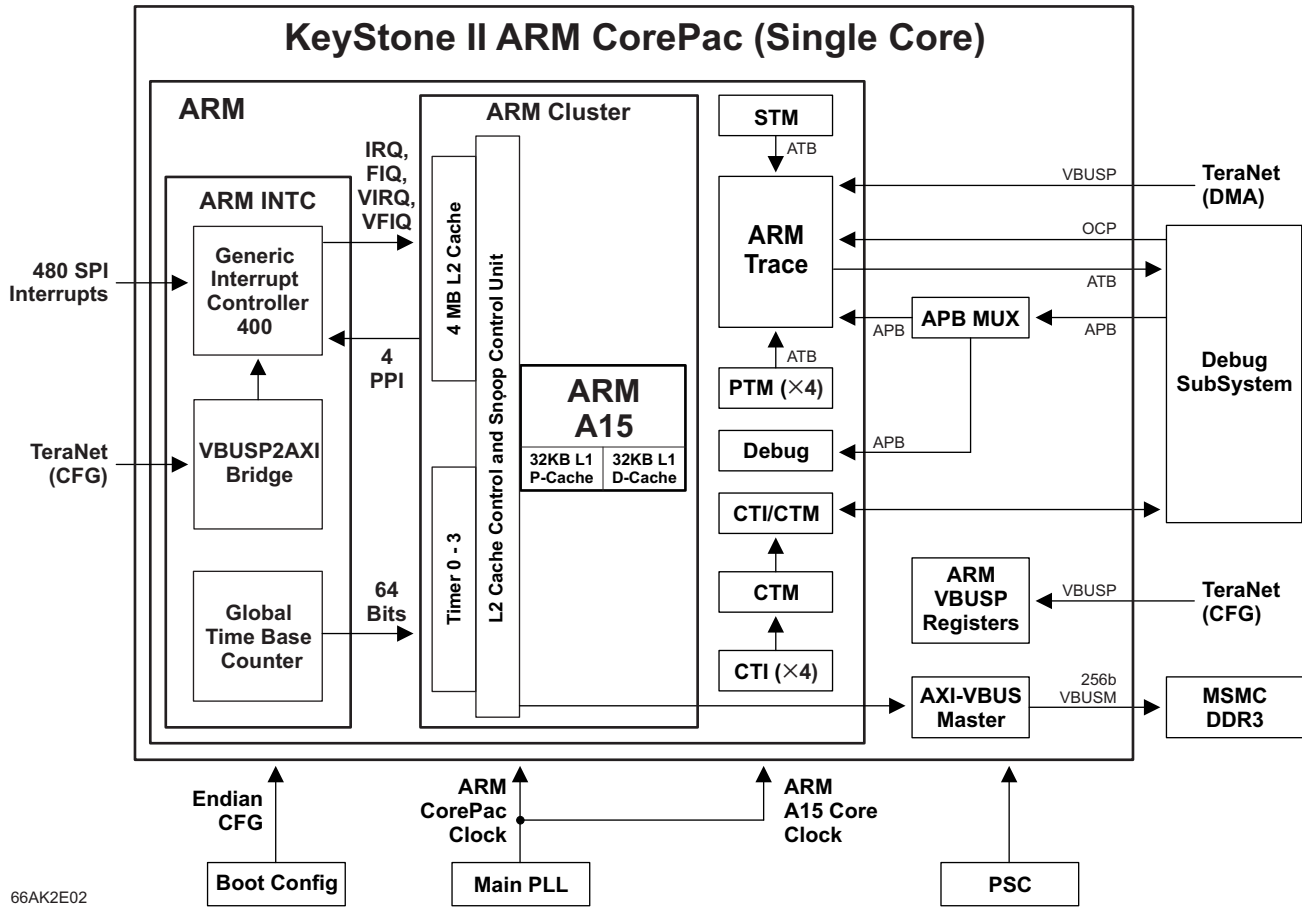 KeyStone II ARM CorePac (Single Core)
ARM
ARM Cluster
STM
ATB
IRQ,
FIQ,
VIRQ,
VFIQ
ARM INTC
Generic
Interrupt
Controller
400
480 SPI
Interrupts
4
PPI
4 MB L2 Cache
L2 Cache Control and Snoop Control Unit
ARM
A15
32KB L1
P-Cache
32KB L1
D-Cache
ARM
Trace
VBUSP
TeraNet
(DMA)
OCP
ATB
APB
APB MUX
APB
Debug
SubSystem
ATB
PTM (×4)
TeraNet
(CFG)
VBUSP2AXI
Bridge
Debug
APB
CTI/CTM
Timer 0 - 3
CTM
CTI (×4)
Global
Time Base
Counter
64
Bits
ARM
VBUSP
Registers
VBUSP
TeraNet
(CFG)
AXI-VBUS
Master
256b
VBUSM
MSMC
DDR3
Endian
CFG
ARM
CorePac
Clock
ARM
A15 Core
Clock
Boot Config
Main PLL
PSC
66AK2E02